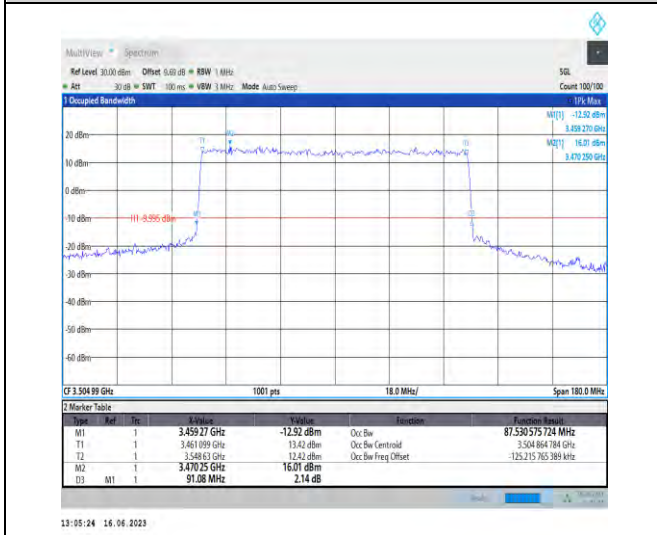 MultiView Spectrum
Ref Level 30.00 dBm Offset 0.60 dB RBW 1 MHz SGL
Att 30 dB SWT 100 ms VBW 3 MHz Mode Auto Sweep Count 100/100
1 Occupied Bandwidth 1Pk Max
M1[1] -12.92 dBm
3.459 270 GHz
M2[1] 16.01 dBm
3.470 250 GHz
20 dBm
T1
M2
10 dBm
0 dBm
-10 dBm
H1 -9.995 dBm
M1
-20 dBm
-30 dBm
-40 dBm
-50 dBm
-60 dBm
CF 3.504 99 GHz 1001 pts 18.0 MHz/ Span 180.0 MHz
2 Marker Table
Type Ref Trc X-Value Y-Value Function Function Result
M1 1 3.459 27 GHz -12.92 dBm Occ Bw 87.530 575 724 MHz
T1 1 3.461 099 GHz 13.42 dBm Occ Bw Centroid 3.504 864 784 GHz
T2 1 3.548 63 GHz 12.42 dBm Occ Bw Freq Offset -125.215 765 389 kHz
M2 1 3.470 25 GHz 16.01 dBm
D3 M1 1 91.08 MHz 2.14 dB
13:05:24 16.06.2023